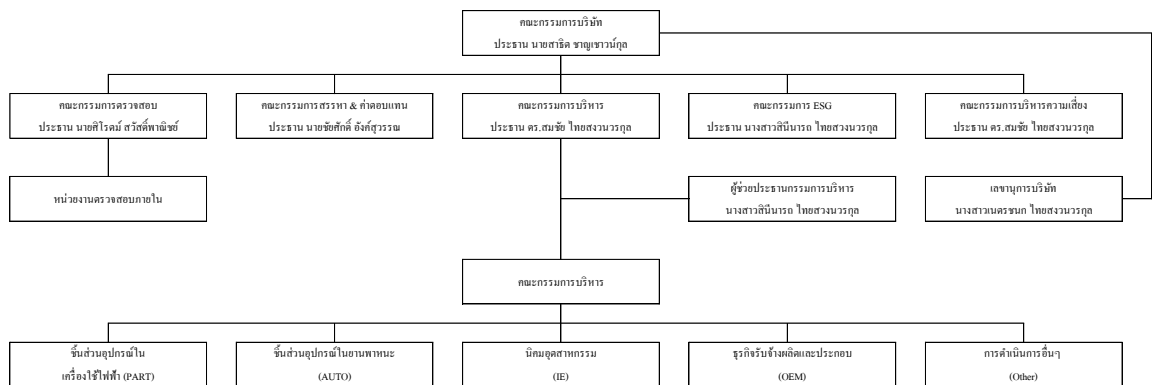 คณะกรรมการบริษัท
ประธาน นายสาธิต ชาญเชาวน์กุล
คณะกรรมการตรวจสอบ
ประธาน นายศิโรตม์ สวัสดิ์พาณิชย์
คณะกรรมการสรรหา & ค่าตอบแทน
ประธาน นายชัยศักดิ์ อังค์สุวรรณ
คณะกรรมการบริหาร
ประธาน ดร.สมชัย ไทยสงวนวรกุล
คณะกรรมการ ESG
ประธาน นางสาวสินีนารถ ไทยสวงนวรกุล
คณะกรรมการบริหารความเสี่ยง
ประธาน ดร.สมชัย ไทยสงวนวรกุล
หน่วยงานตรวจสอบภายใน
ผู้ช่วยประธานกรรมการบริหาร
นางสาวสินีนารถ ไทยสวงนวรกุล
เลขานุการบริษัท
นางสาวเนตรชนก ไทยสงวนวรกุล
คณะกรรมการบริหาร
ชิ้นส่วนอุปกรณ์ใน
เครื่องใช้ไฟฟ้า (PART)
ชิ้นส่วนอุปกรณ์ในยานพาหนะ
(AUTO)
นิคมอุตสาหกรรม
(IE)
ธุรกิจรับจ้างผลิตและประกอบ
(OEM)
การดำเนินการอื่นๆ
(Other)